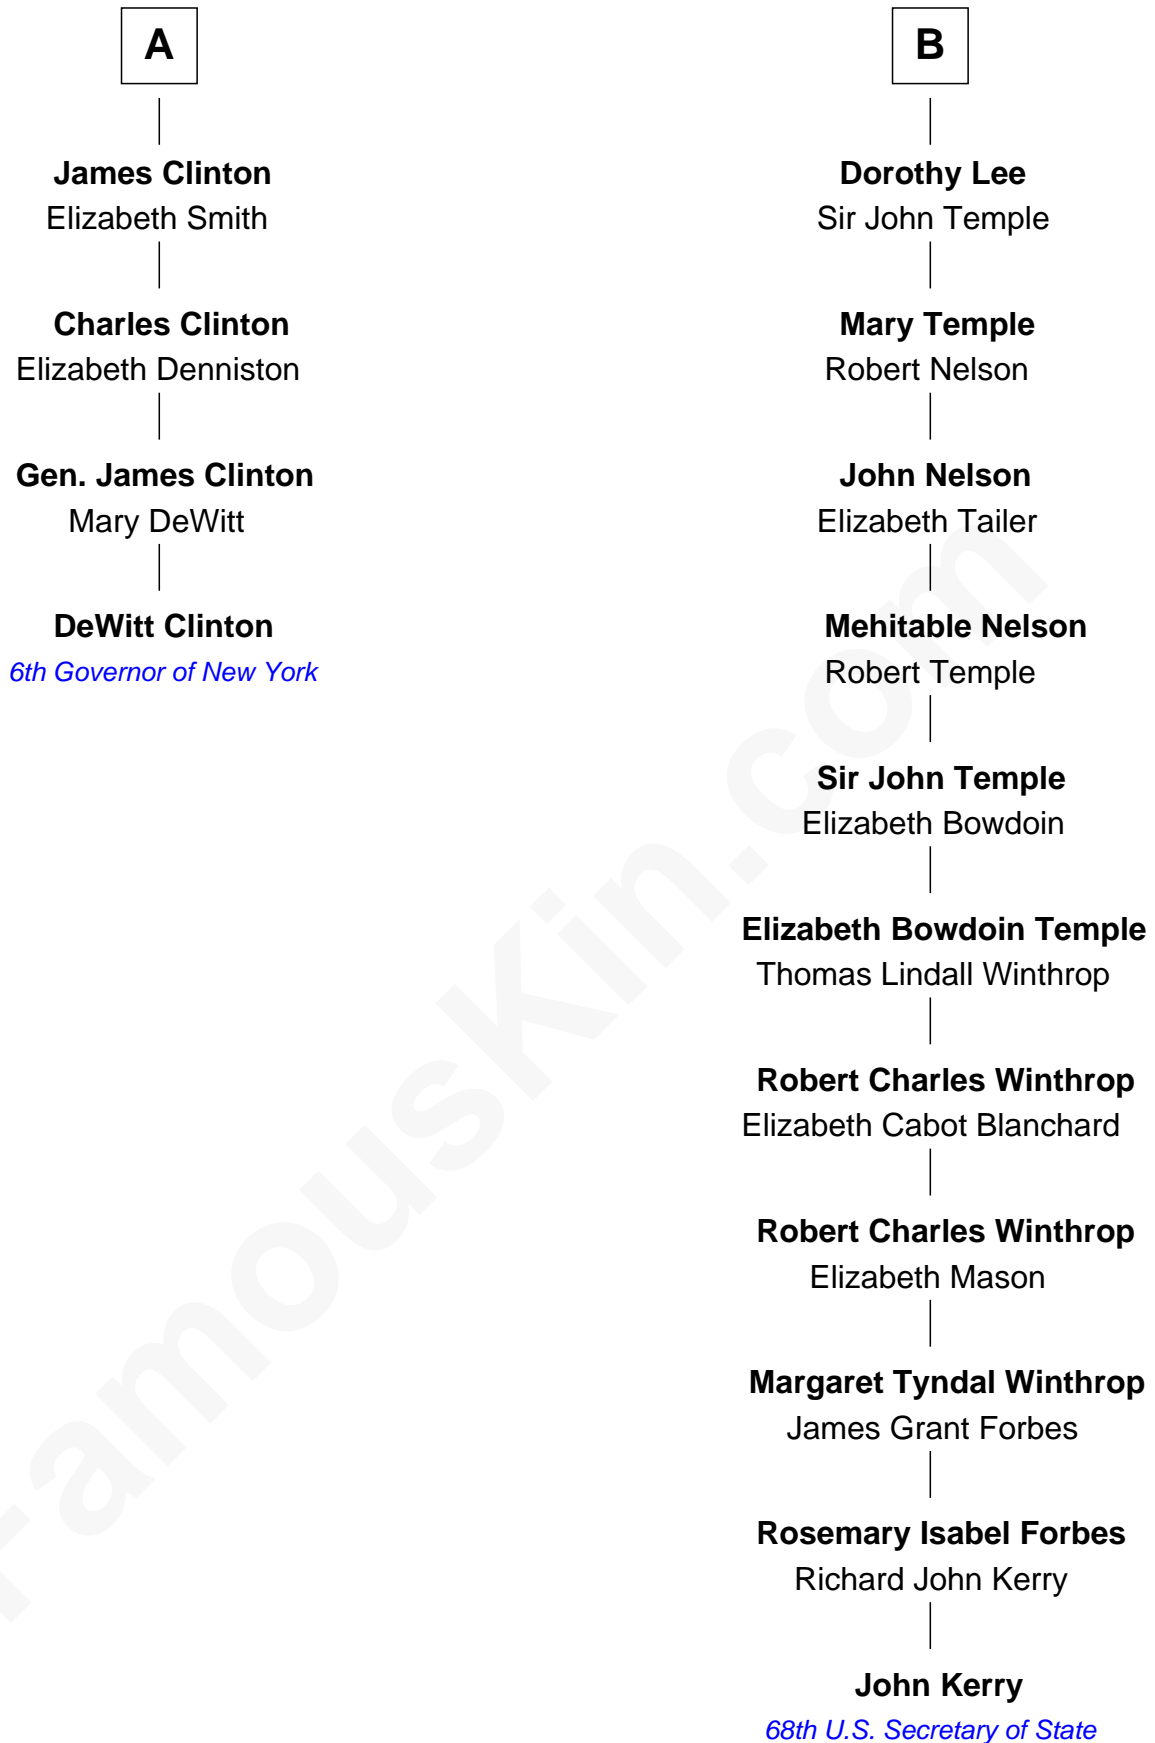 A
James Clinton
Elizabeth Smith
Charles Clinton
Elizabeth Denniston
Gen. James Clinton
Mary DeWitt
DeWitt Clinton
6th Governor of New York
B
Dorothy Lee
Sir John Temple
Mary Temple
Robert Nelson
John Nelson
Elizabeth Tailer
Mehitable Nelson
Robert Temple
Sir John Temple
Elizabeth Bowdoin
Elizabeth Bowdoin Temple
Thomas Lindall Winthrop
Robert Charles Winthrop
Elizabeth Cabot Blanchard
Robert Charles Winthrop
Elizabeth Mason
Margaret Tyndal Winthrop
James Grant Forbes
Rosemary Isabel Forbes
Richard John Kerry
John Kerry
68th U.S. Secretary of State
FamousKin.com